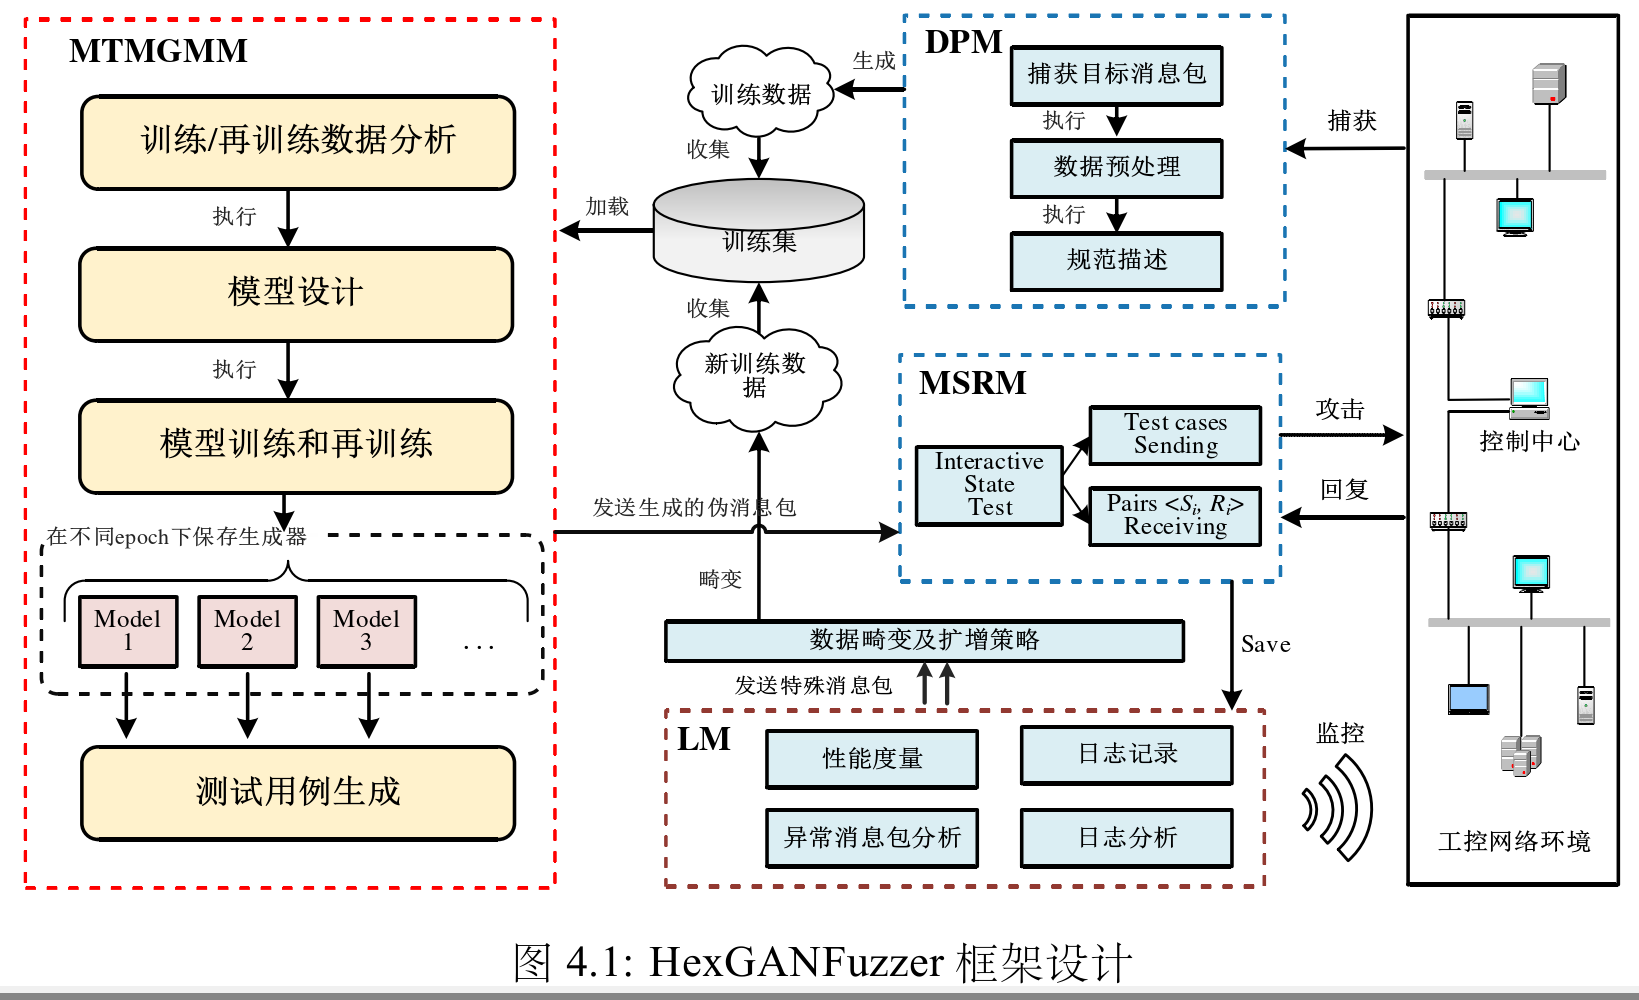 MTMGMM
训练/再训练数据分析
执行
模型设计
执行
模型训练和再训练
在不同epoch下保存生成器
Model
1
Model
2
Model
3
...
测试用例生成
训练数据
生成
收集
加载
训练集
收集
新训练数
据
发送生成的伪消息包
畸变
数据畸变及扩增策略
发送特殊消息包
DPM
捕获目标消息包
执行
数据预处理
执行
规范描述
捕获
MSRM
Interactive
State
Test
Test cases
Sending
Pairs <Si, Ri>
Receiving
攻击
回复
Save
LM
性能度量
日志记录
异常消息包分析
日志分析
监控
控制中心
工控网络环境
图 4.1: HexGANFuzzer 框架设计